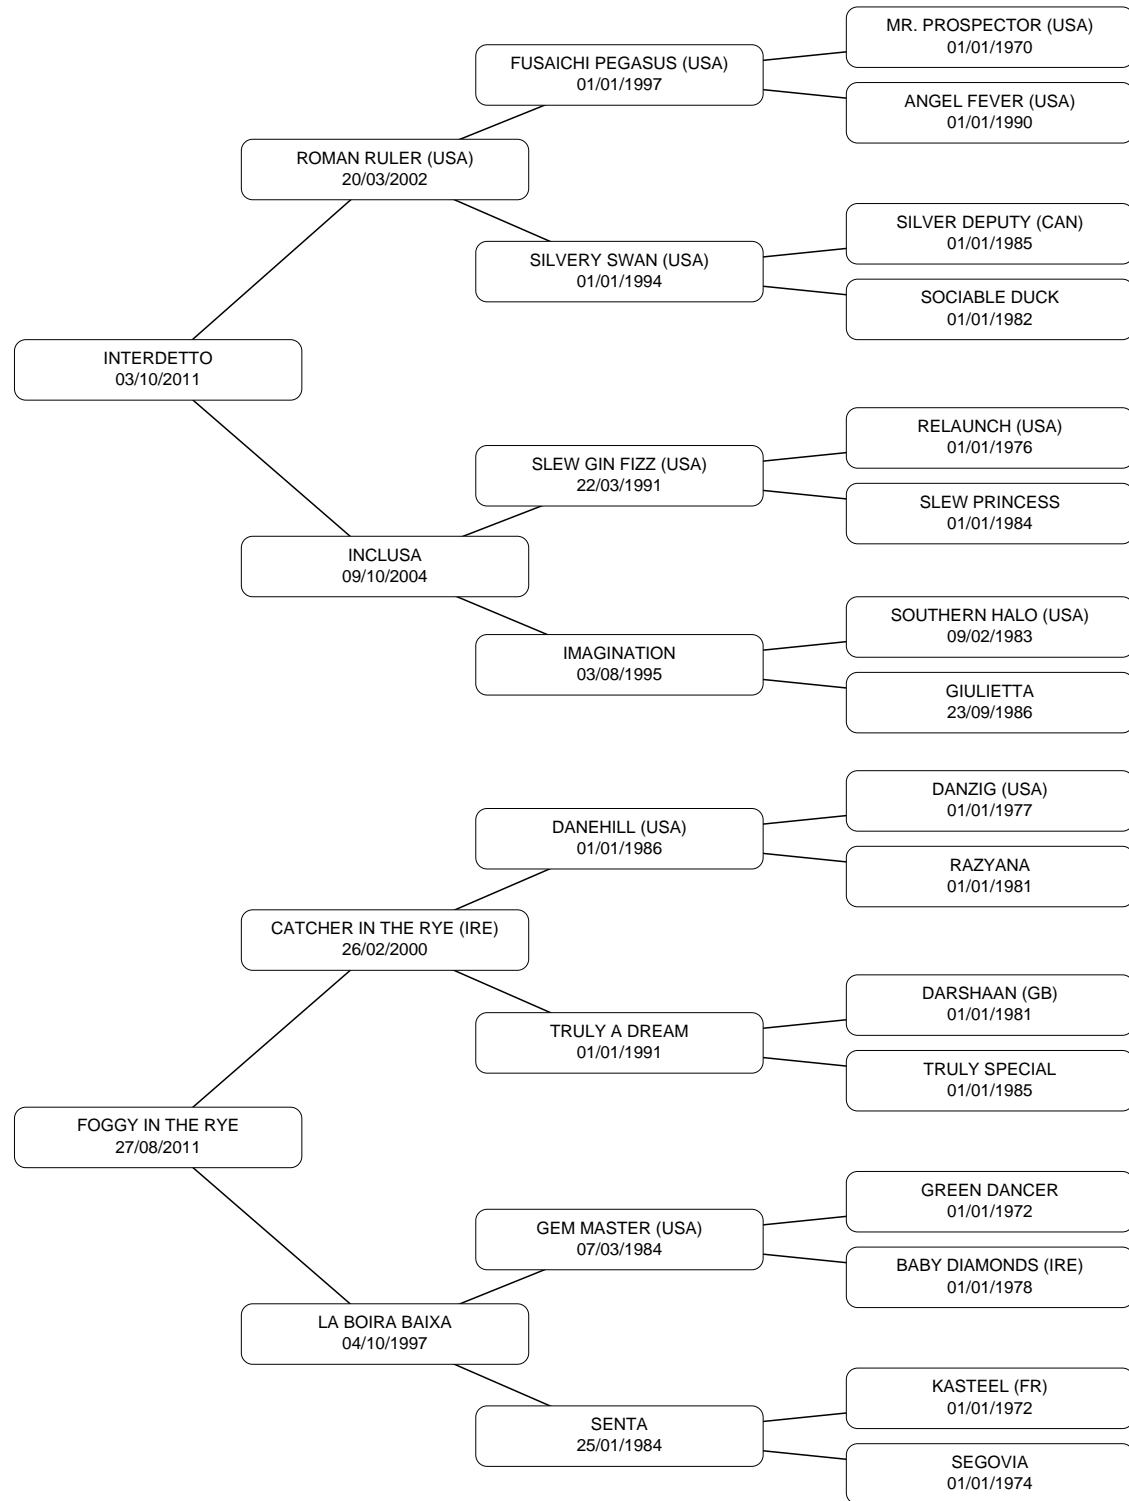 MR. PROSPECTOR (USA)
01/01/1970
FUSAICHI PEGASUS (USA)
01/01/1997
ANGEL FEVER (USA)
01/01/1990
ROMAN RULER (USA)
20/03/2002
SILVER DEPUTY (CAN)
01/01/1985
SILVERY SWAN (USA)
01/01/1994
SOCIABLE DUCK
01/01/1982
INTERDETTO
03/10/2011
RELAUNCH (USA)
01/01/1976
SLEW GIN FIZZ (USA)
22/03/1991
SLEW PRINCESS
01/01/1984
INCLUSA
09/10/2004
SOUTHERN HALO (USA)
09/02/1983
IMAGINATION
03/08/1995
GIULIETTA
23/09/1986
DANZIG (USA)
01/01/1977
DANEHILL (USA)
01/01/1986
RAZYANA
01/01/1981
CATCHER IN THE RYE (IRE)
26/02/2000
DARSHAAN (GB)
01/01/1981
TRULY A DREAM
01/01/1991
TRULY SPECIAL
01/01/1985
FOGGY IN THE RYE
27/08/2011
GREEN DANCER
01/01/1972
GEM MASTER (USA)
07/03/1984
BABY DIAMONDS (IRE)
01/01/1978
LA BOIRA BAIXA
04/10/1997
KASTEEL (FR)
01/01/1972
SENTA
25/01/1984
SEGOVIA
01/01/1974